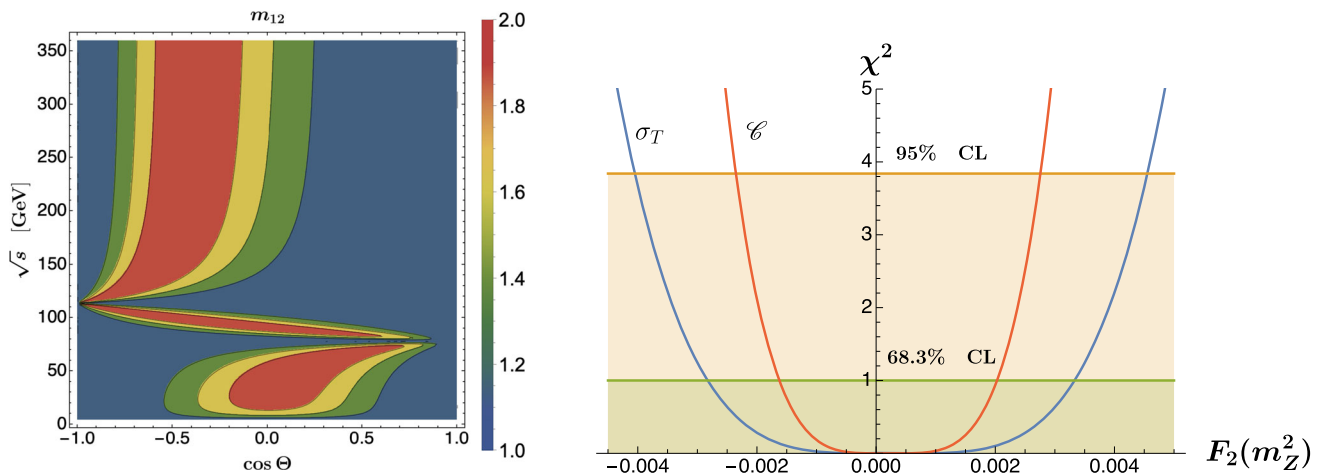 m₁₂
√s [GeV]
350
300
250
200
150
100
50
0
−1.0 −0.5 0.0 0.5 1.0
cos Θ
2.0
1.8
1.6
1.4
1.2
1.0
χ²
5
4
3
2
1
σ_T
𝒞
95% CL
68.3% CL
−0.004 −0.002 0.000 0.002 0.004
F₂(m_Z²)